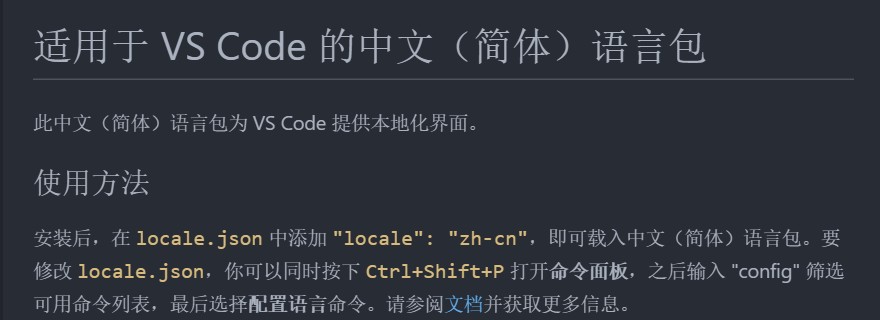 适用于 VS Code 的中文（简体）语言包
此中文（简体）语言包为 VS Code 提供本地化界面。
使用方法
安装后，在 locale.json 中添加 "locale": "zh-cn"，即可载入中文（简体）语言包。要
修改 locale.json，你可以同时按下 Ctrl+Shift+P 打开命令面板，之后输入 "config" 筛选
可用命令列表，最后选择配置语言命令。请参阅文档并获取更多信息。